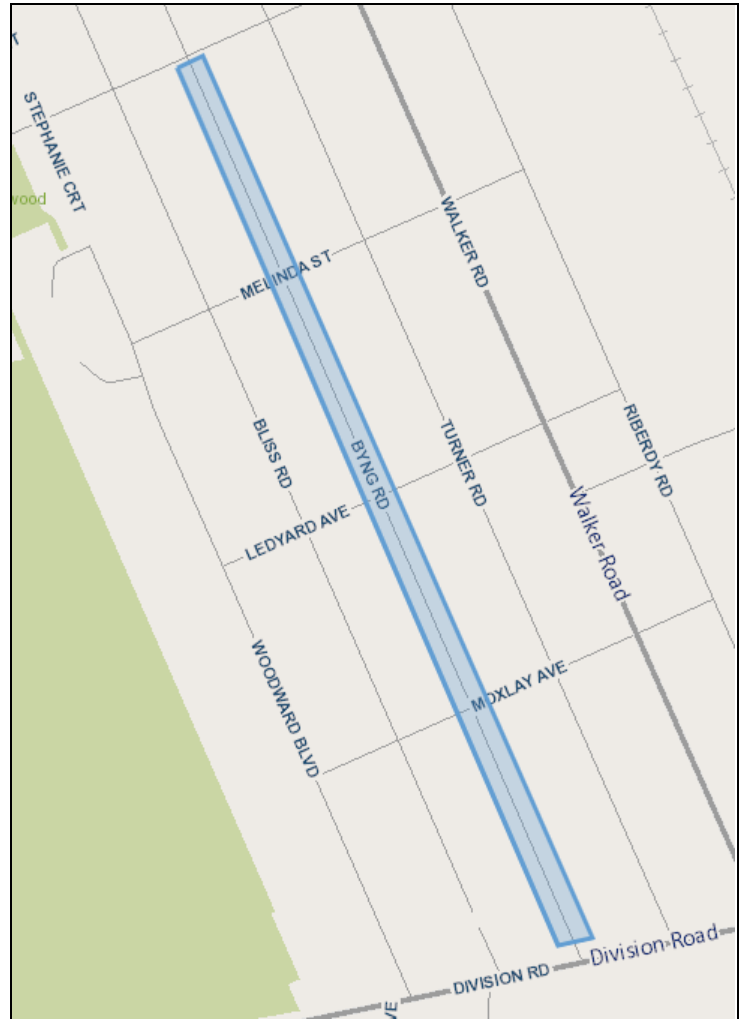 T
STEPHANIE CRT
wood
WALKER RD
MELINDA ST
BLISS RD
BYNG RD
TURNER RD
RIBERDY RD
LEDYARD AVE
Walker Road
WOODWARD BLVD
MOXLAY AVE
Division Road
DIVISION RD
VE